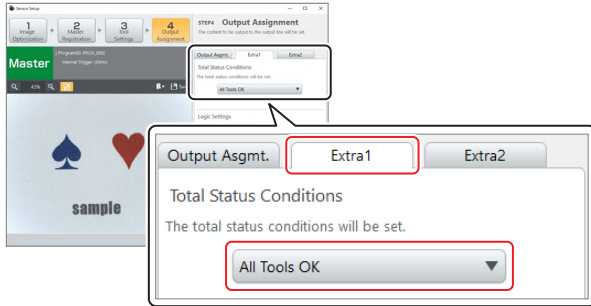 Sensor Setup
1
Image
Optimization
2
Master
Registration
3
Tool
Settings
4
Output
Assignment
STEP4 Output Assignment
The content to be output to the output line will be set.
Master
[ProgramID: PROG_000]
Internal Trigger (50ms)
43%
Output Asgmt. Extra1 Extra2
Total Status Conditions
The total status conditions will be set.
All Tools OK
Logic Settings
sample
Output Asgmt. Extra1 Extra2
Total Status Conditions
The total status conditions will be set.
All Tools OK